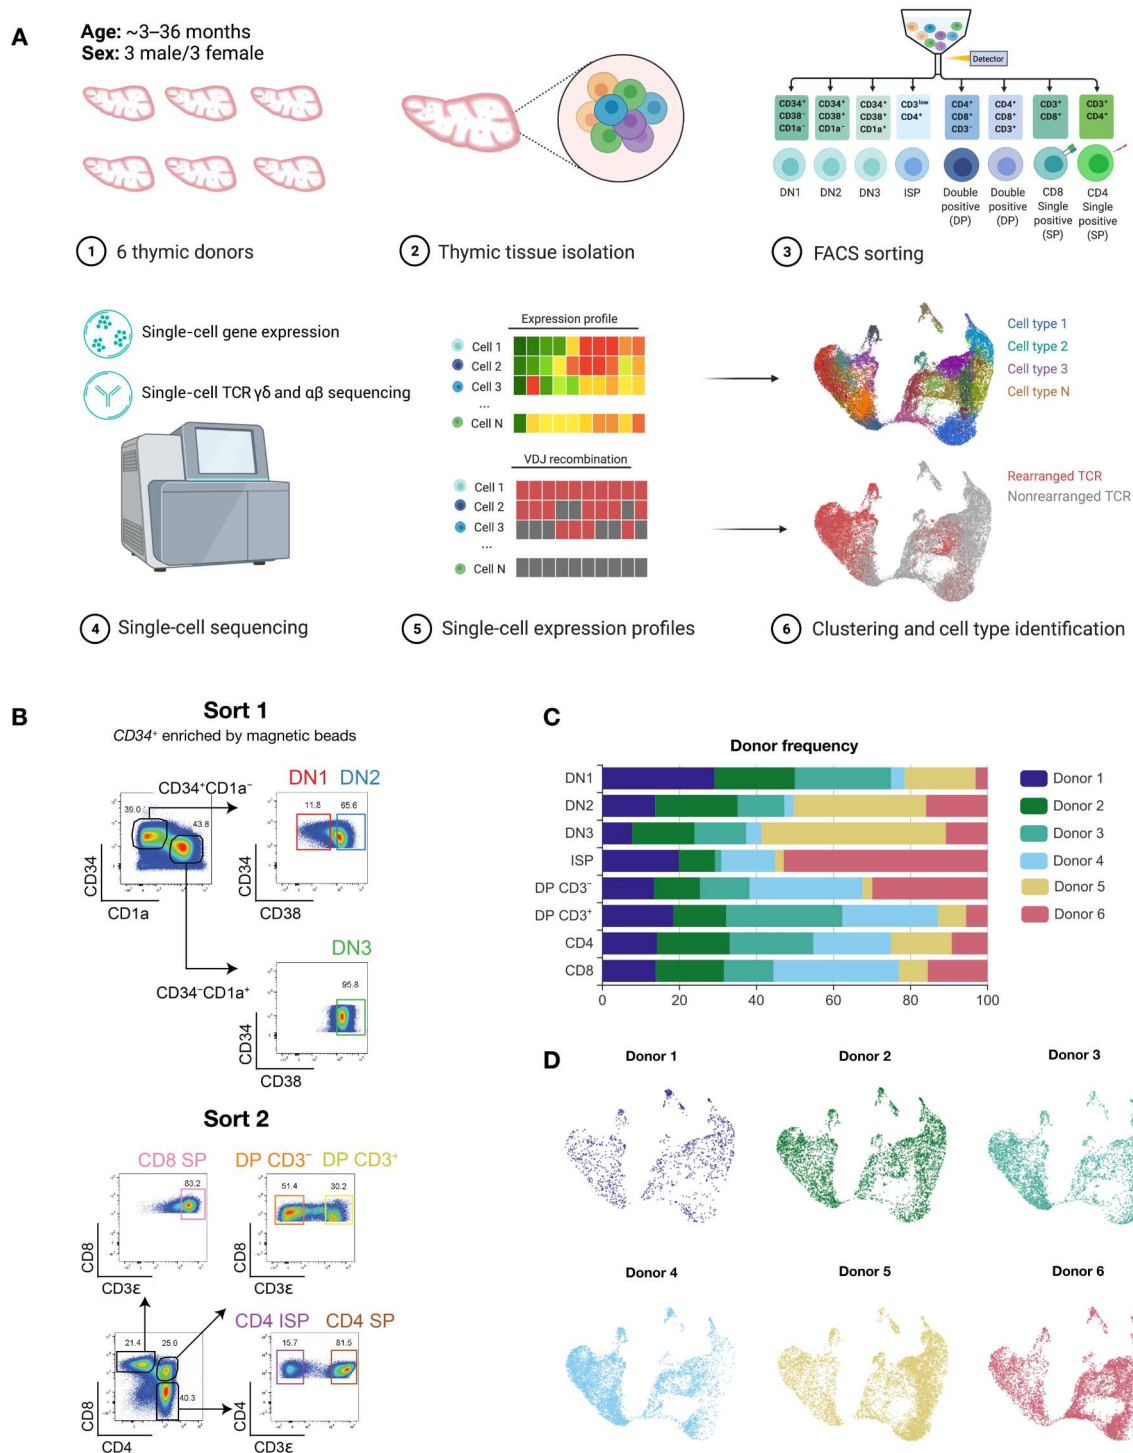 A
Age: ~3–36 months
Sex: 3 male/3 female
1 6 thymic donors
2 Thymic tissue isolation
Detector
CD34⁺ CD38⁻ CD1a⁻
CD34⁺ CD38⁺ CD1a⁻
CD34⁺ CD38⁺ CD1a⁺
CD3ˡᵒʷ CD4⁺
CD4⁺ CD8⁺ CD3⁻
CD4⁺ CD8⁺ CD3⁺
CD3⁺ CD8⁺
CD3⁺ CD4⁺
DN1
DN2
DN3
ISP
Double positive (DP)
Double positive (DP)
CD8 Single positive (SP)
CD4 Single positive (SP)
3 FACS sorting
Single-cell gene expression
Single-cell TCR γδ and αβ sequencing
4 Single-cell sequencing
Expression profile
Cell 1
Cell 2
Cell 3
...
Cell N
VDJ recombination
Cell 1
Cell 2
Cell 3
...
Cell N
5 Single-cell expression profiles
Cell type 1
Cell type 2
Cell type 3
Cell type N
Rearranged TCR
Nonrearranged TCR
6 Clustering and cell type identification
B
Sort 1
CD34⁺ enriched by magnetic beads
CD34⁺CD1a⁻
DN1 DN2
39.0
43.8
11.8
65.6
CD34
CD1a
CD34
CD38
DN3
CD34⁻CD1a⁺
95.8
CD34
CD38
Sort 2
CD8 SP
DP CD3⁻ DP CD3⁺
83.2
51.4
30.2
CD8
CD3ε
CD8
CD3ε
CD4 ISP CD4 SP
21.4
25.0
40.3
15.7
81.5
CD8
CD4
CD4
CD3ε
C
Donor frequency
DN1
DN2
DN3
ISP
DP CD3⁻
DP CD3⁺
CD4
CD8
0 20 40 60 80 100
Donor 1
Donor 2
Donor 3
Donor 4
Donor 5
Donor 6
D
Donor 1
Donor 2
Donor 3
Donor 4
Donor 5
Donor 6